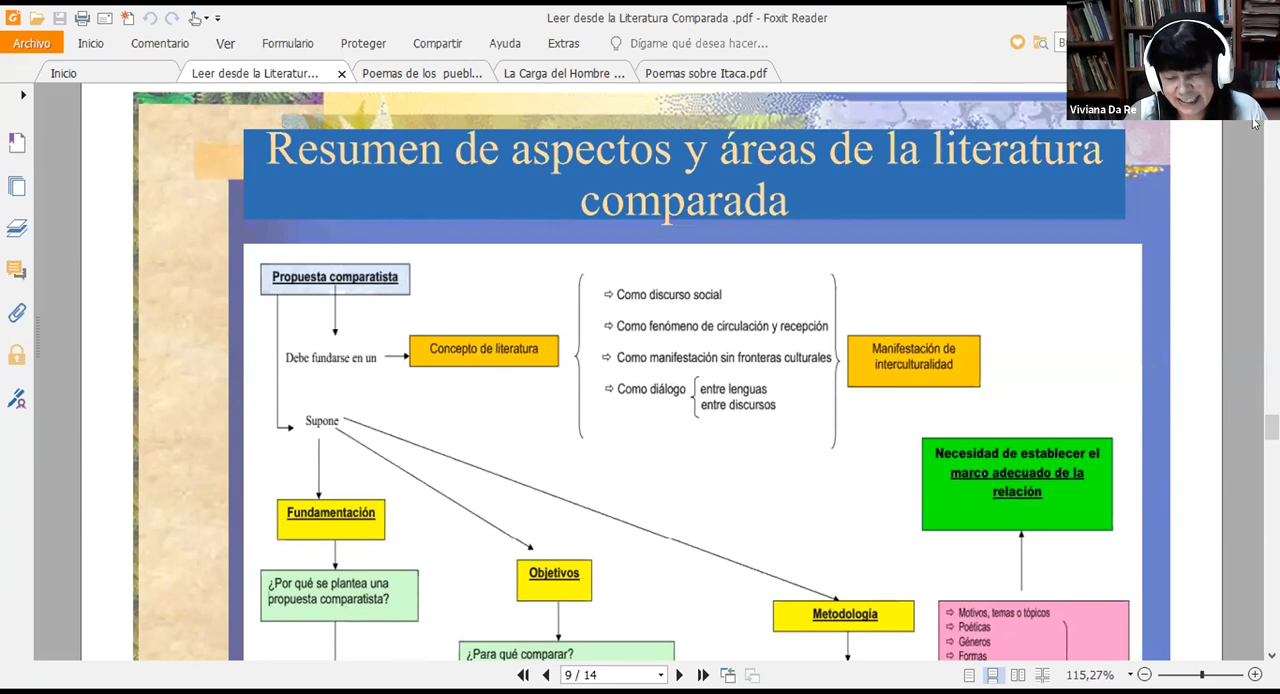 Leer desde la Literatura Comparada .pdf - Foxit Reader
Archivo
Inicio
Comentario
Ver
Formulario
Proteger
Compartir
Ayuda
Extras
Dígame qué desea hacer...
B
Inicio
Leer desde la Literatur...
Poemas de los puebl...
La Carga del Hombre ...
Poemas sobre Itaca.pdf
Viviana Da Re
Resumen de aspectos y áreas de la literatura
comparada
Propuesta comparatista
Debe fundarse en un
Concepto de literatura
⇨ Como discurso social
⇨ Como fenómeno de circulación y recepción
⇨ Como manifestación sin fronteras culturales
⇨ Como diálogo
entre lenguas
entre discursos
Manifestación de
interculturalidad
Supone
Necesidad de establecer el
marco adecuado de la
relación
Fundamentación
¿Por qué se plantea una
propuesta comparatista?
Objetivos
¿Para qué comparar?
Metodología
⇨ Motivos, temas o tópicos
⇨ Poéticas
⇨ Géneros
⇨ Formas
9 / 14
115,27%